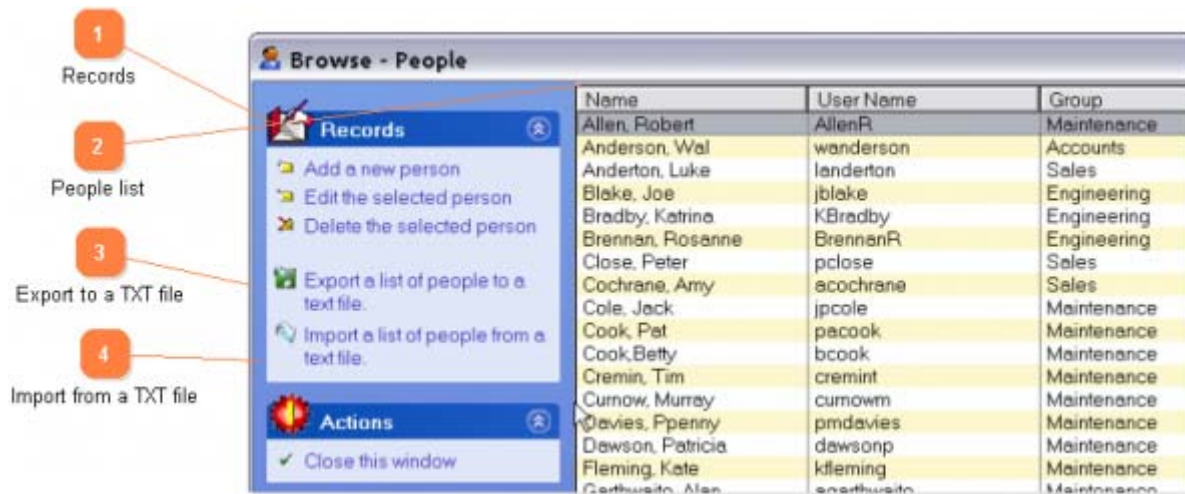 1
Records
2
People list
3
Export to a TXT file
4
Import from a TXT file
Browse - People
Records
Add a new person
Edit the selected person
Delete the selected person
Export a list of people to a
text file.
Import a list of people from a
text file.
Actions
Close this window
Name User Name Group
Allen, Robert AllenR Maintenance
Anderson, Wal wanderson Accounts
Anderton, Luke landerton Sales
Blake, Joe jblake Engineering
Bradby, Katrina KBradby Engineering
Brennan, Rosanne BrennanR Engineering
Close, Peter pclose Sales
Cochrane, Amy acochrane Sales
Cole, Jack jpcole Maintenance
Cook, Pat pacook Maintenance
Cook,Betty bcook Maintenance
Cremin, Tim cremint Maintenance
Curnow, Murray curnowm Maintenance
Davies, Ppenny pmdavies Maintenance
Dawson, Patricia dawsonp Maintenance
Fleming, Kate kfleming Maintenance
Garthwaite, Alan agarthwaite Maintenance